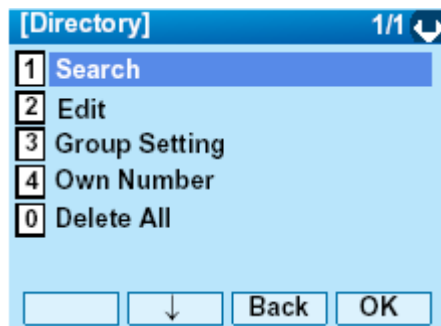 [Directory] 1/1
1 Search
2 Edit
3 Group Setting
4 Own Number
0 Delete All
↓ Back OK